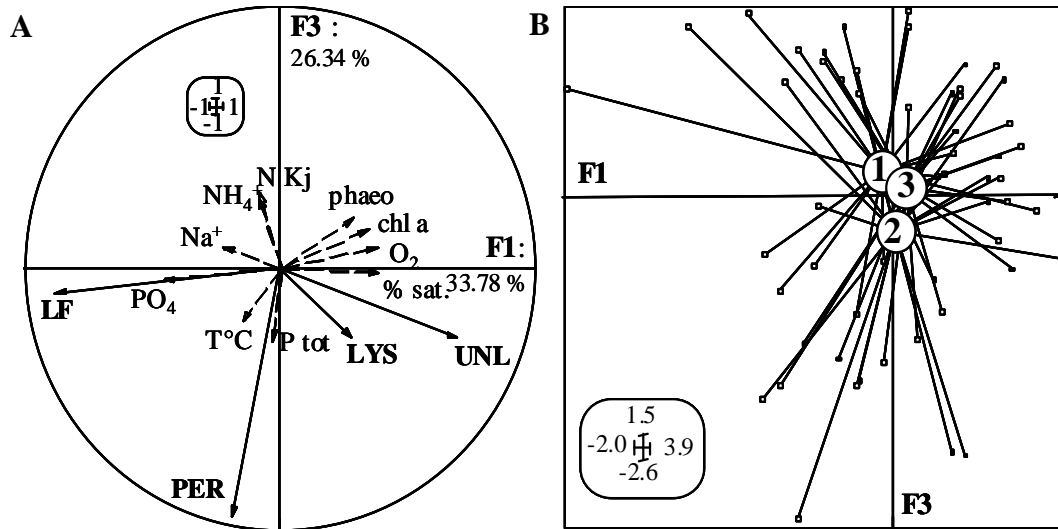 A
F3 :
26.34 %
1
-1 1
-1
N Kj
NH₄⁺
phaeo
chl a
Na⁺
O₂
F1:
% sat.
33.78 %
LF
PO₄
T°C
P tot
LYS
UNL
PER
B
F1
1
3
2
1.5
-2.0 3.9
-2.6
F3